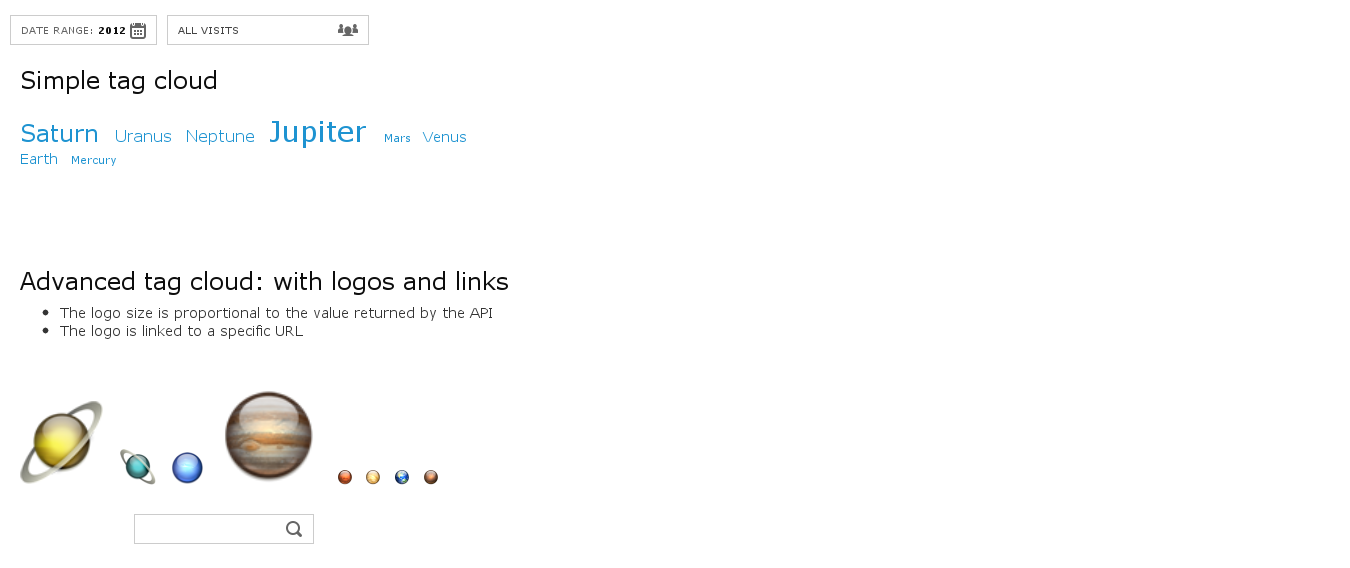 DATE RANGE: 2012
ALL VISITS
Simple tag cloud
Saturn Uranus Neptune Jupiter Mars Venus
Earth Mercury
Advanced tag cloud: with logos and links
The logo size is proportional to the value returned by the API
The logo is linked to a specific URL